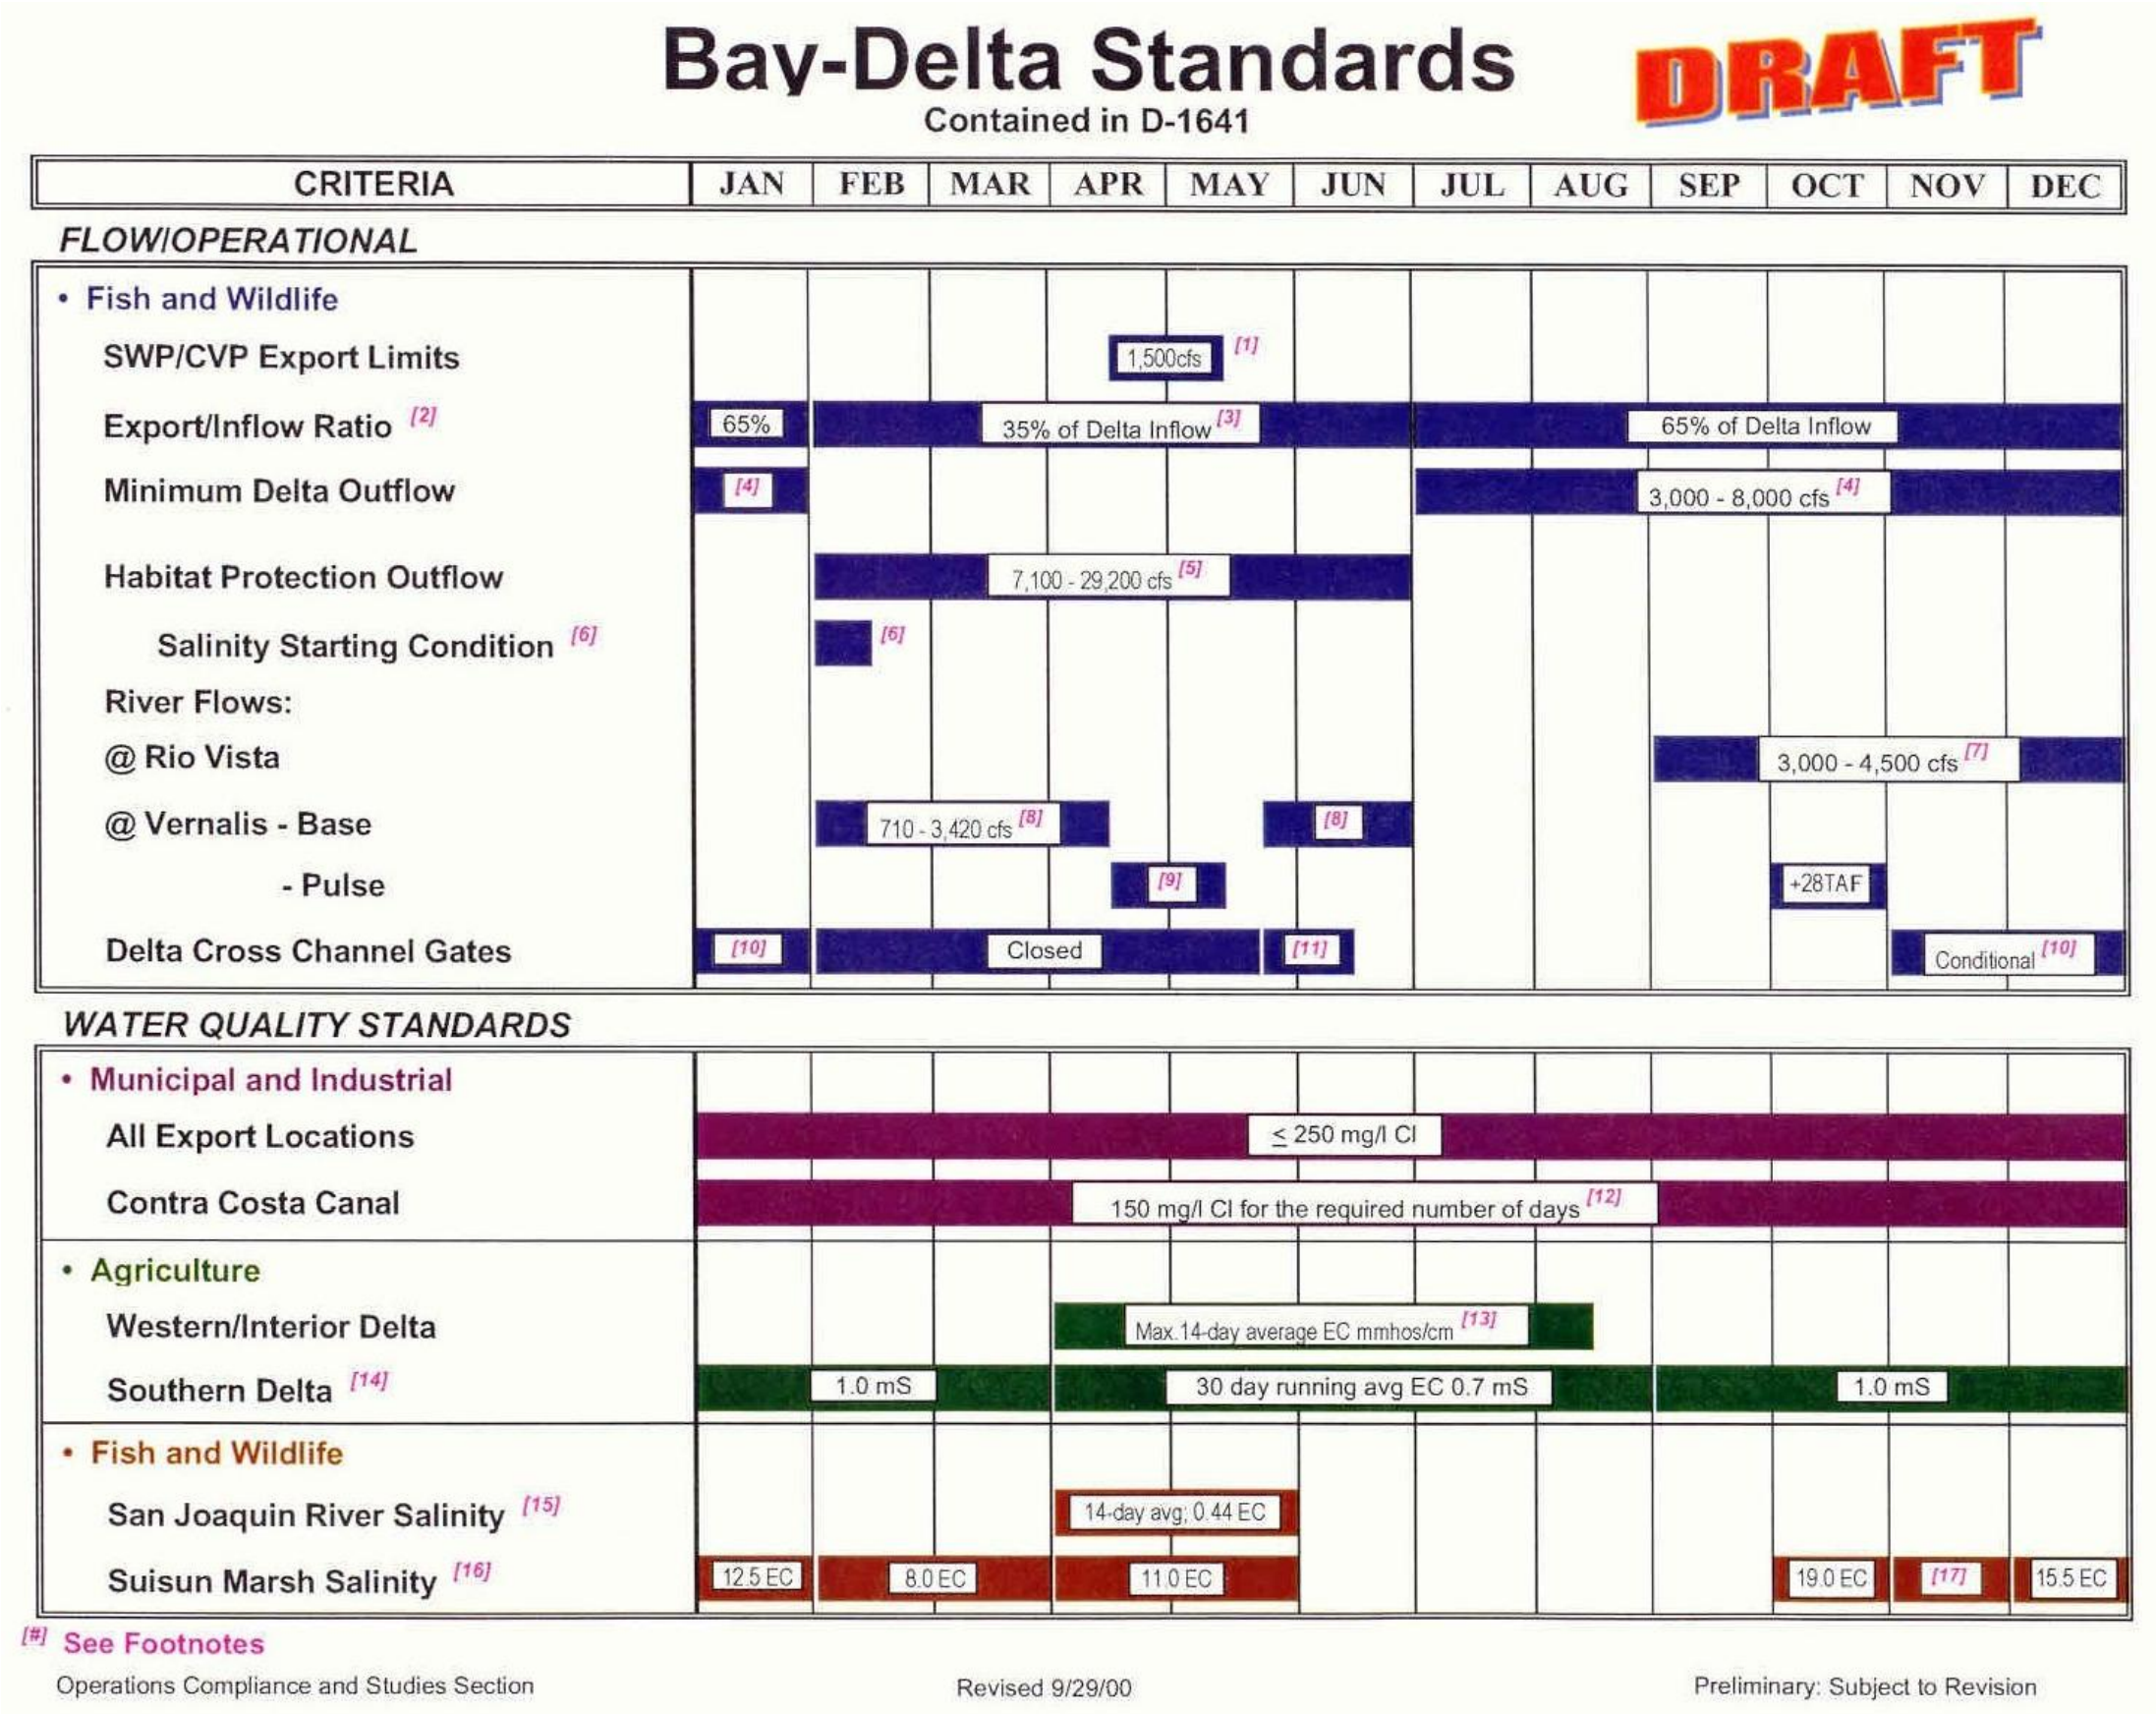 Bay-Delta Standards
DRAFT
Contained in D-1641
CRITERIA JAN FEB MAR APR MAY JUN JUL AUG SEP OCT NOV DEC
FLOW/OPERATIONAL
• Fish and Wildlife
SWP/CVP Export Limits 1,500cfs [1]
Export/Inflow Ratio [2] 65% 35% of Delta Inflow [3] 65% of Delta Inflow
Minimum Delta Outflow [4] 3,000 - 8,000 cfs [4]
Habitat Protection Outflow 7,100 - 29,200 cfs [5]
Salinity Starting Condition [6] [6]
River Flows:
@ Rio Vista 3,000 - 4,500 cfs [7]
@ Vernalis - Base 710 - 3,420 cfs [8] [8]
- Pulse [9] +28TAF
Delta Cross Channel Gates [10] Closed [11] Conditional [10]
WATER QUALITY STANDARDS
• Municipal and Industrial
All Export Locations ≤ 250 mg/l Cl
Contra Costa Canal 150 mg/l Cl for the required number of days [12]
• Agriculture
Western/Interior Delta Max.14-day average EC mmhos/cm [13]
Southern Delta [14] 1.0 mS 30 day running avg EC 0.7 mS 1.0 mS
• Fish and Wildlife
San Joaquin River Salinity [15] 14-day avg; 0.44 EC
Suisun Marsh Salinity [16] 12.5 EC 8.0 EC 11.0 EC 19.0 EC [17] 15.5 EC
[#] See Footnotes
Operations Compliance and Studies Section Revised 9/29/00 Preliminary: Subject to Revision